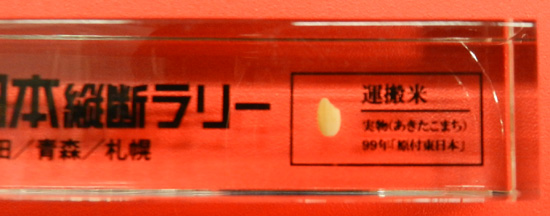 本縦断ラリー
田／青森／札幌
運搬米
実物(あきたこまち)
99年「原付東日本」